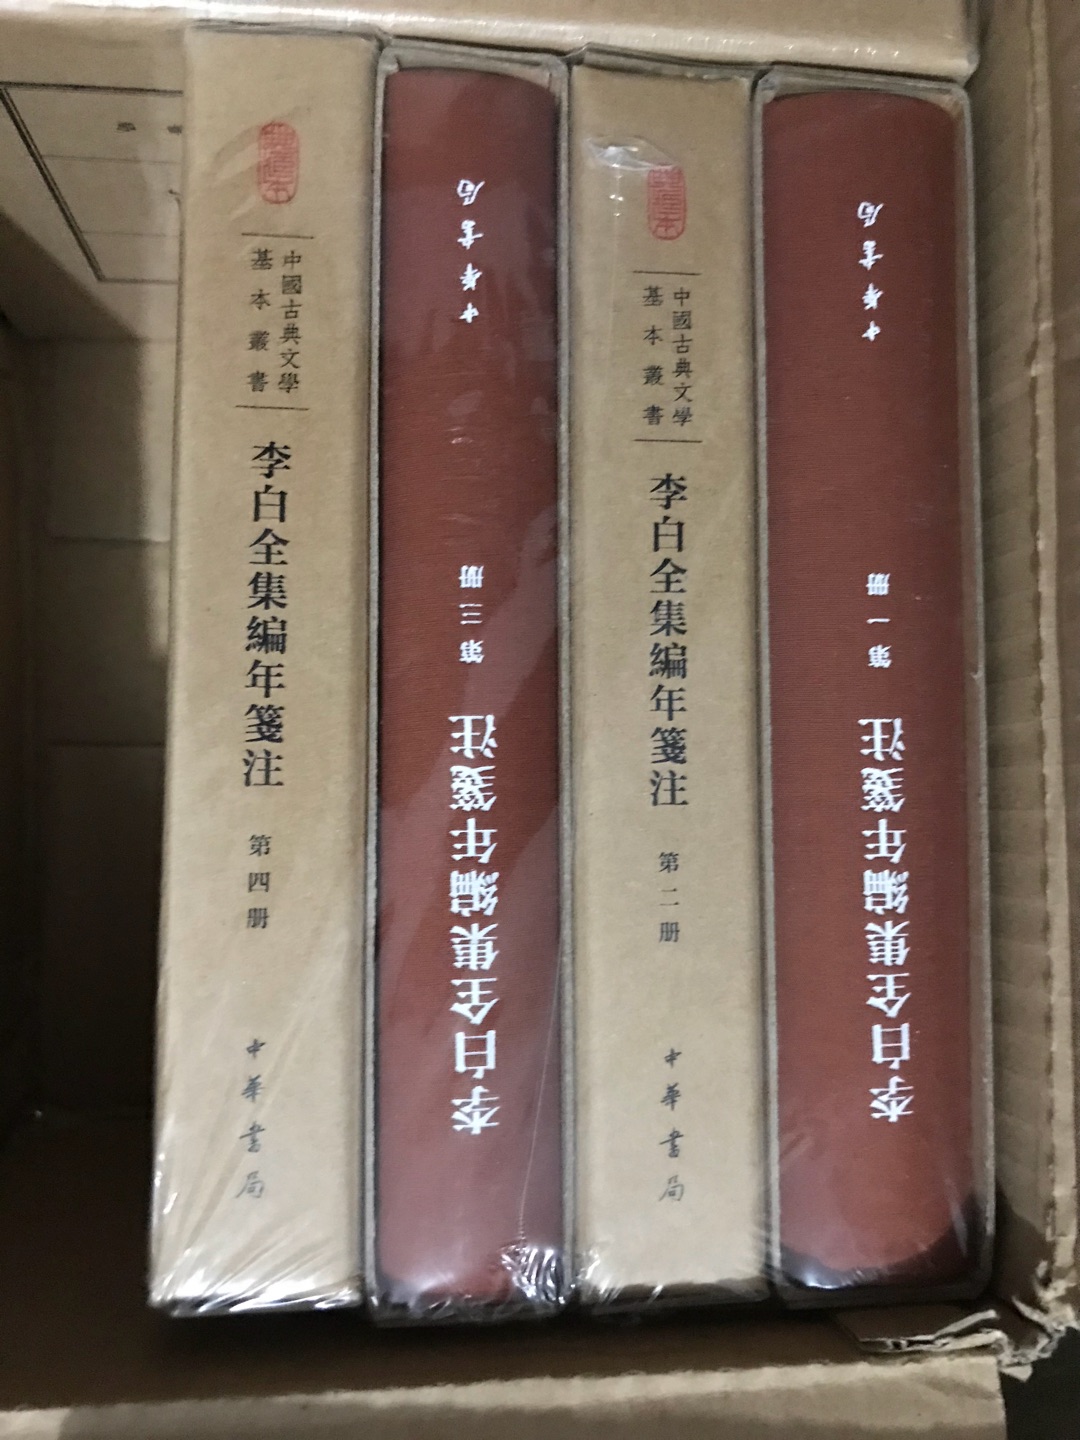 中國古典文學
基本叢書
李白全集編年箋注
第四册
中華書局
李白全集編年箋注
第三册
中華書局
中國古典文學
基本叢書
李白全集編年箋注
第二册
中華書局
李白全集編年箋注
第一册
中華書局